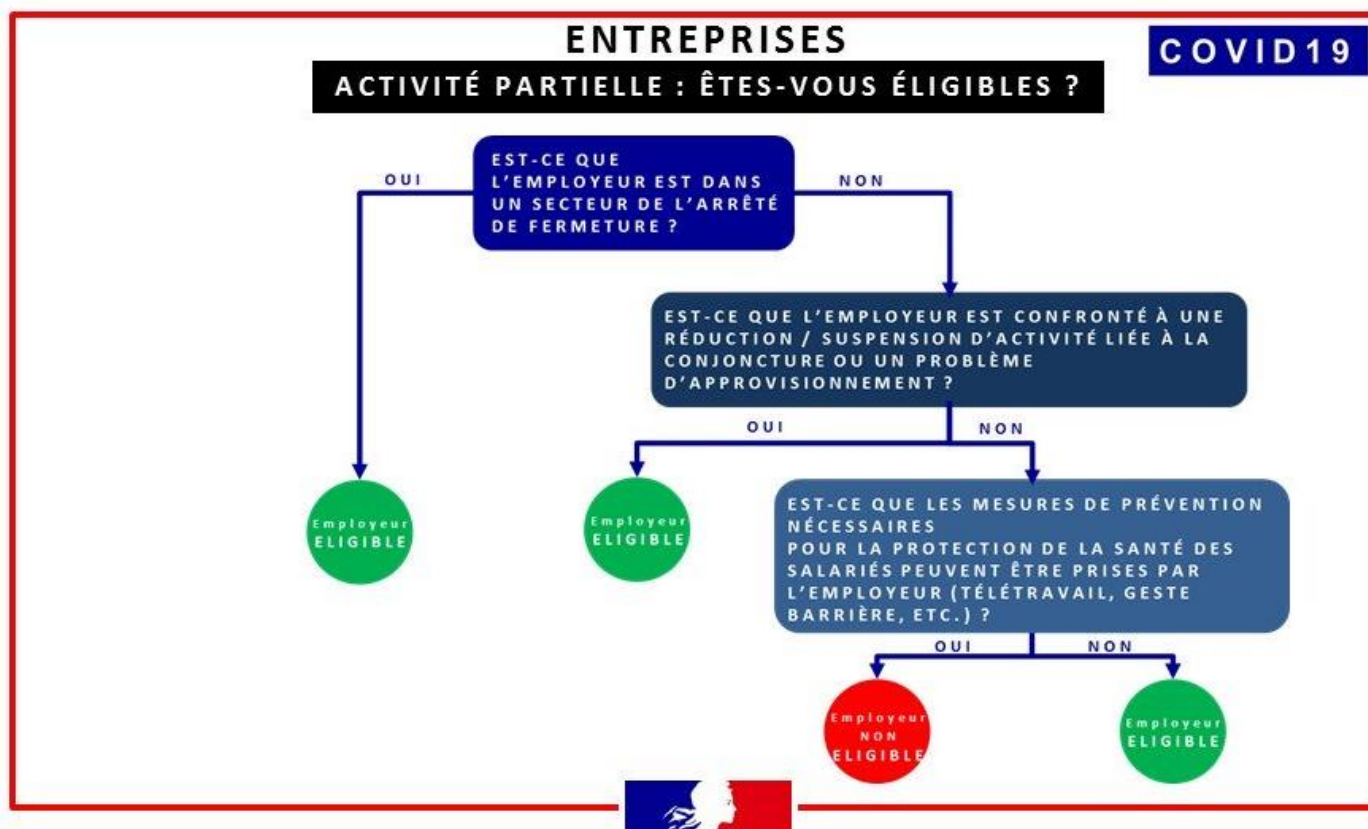 ENTREPRISES
COVID19
ACTIVITÉ PARTIELLE : ÊTES-VOUS ÉLIGIBLES ?
EST-CE QUE
L'EMPLOYEUR EST DANS
UN SECTEUR DE L'ARRÊTÉ
DE FERMETURE ?
OUI
NON
EST-CE QUE L'EMPLOYEUR EST CONFRONTÉ À UNE
RÉDUCTION / SUSPENSION D'ACTIVITÉ LIÉE À LA
CONJONCTURE OU UN PROBLÈME
D'APPROVISIONNEMENT ?
OUI
NON
Employeur
ELIGIBLE
Employeur
ELIGIBLE
EST-CE QUE LES MESURES DE PRÉVENTION
NÉCESSAIRES
POUR LA PROTECTION DE LA SANTÉ DES
SALARIÉS PEUVENT ÊTRE PRISES PAR
L'EMPLOYEUR (TÉLÉTRAVAIL, GESTE
BARRIÈRE, ETC.) ?
OUI
NON
Employeur
NON
ELIGIBLE
Employeur
ELIGIBLE